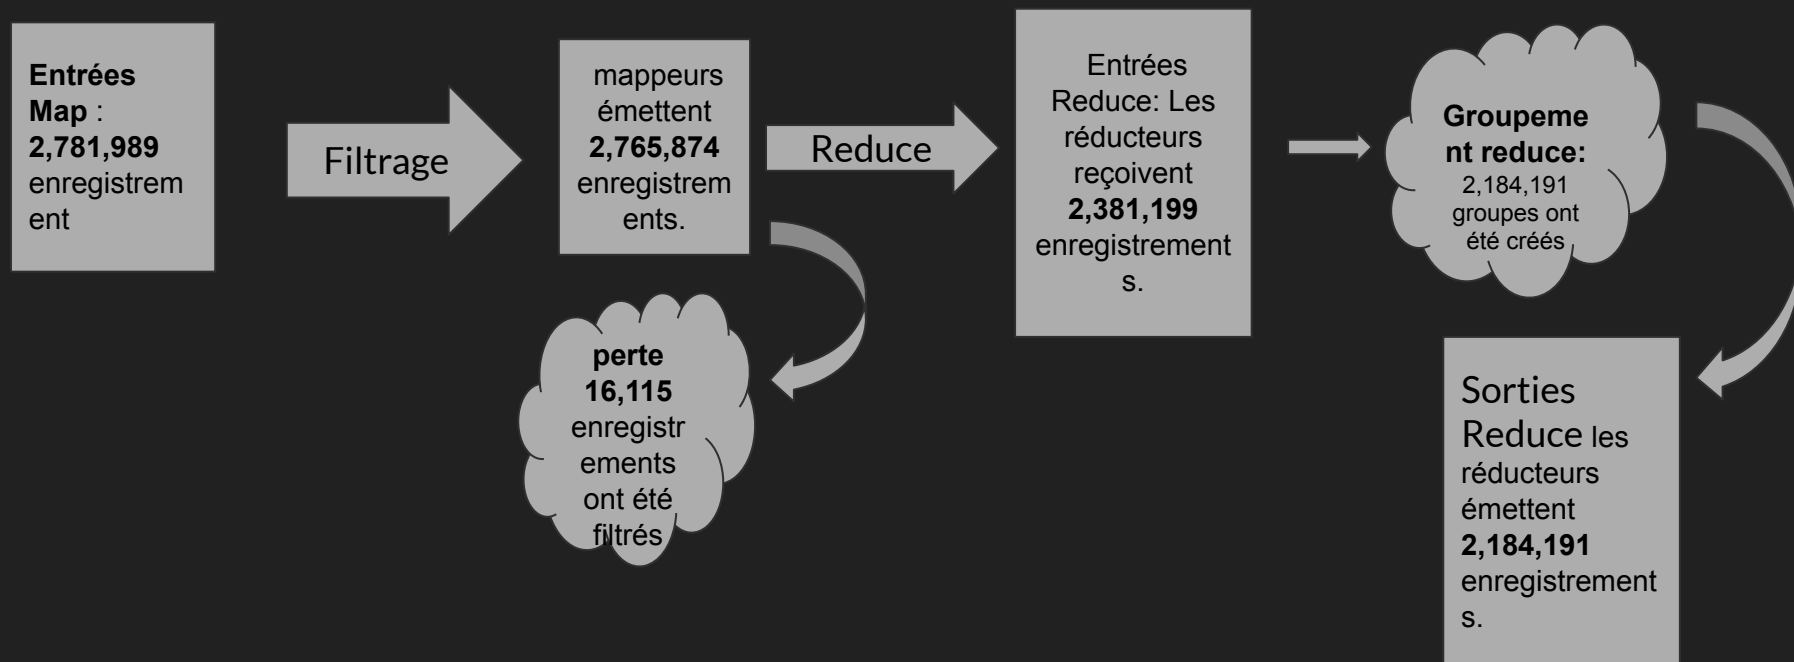 Entrées
Map :
2,781,989
enregistrem
ent
Filtrage
mappeurs
émettent
2,765,874
enregistrem
ents.
perte
16,115
enregistr
ements
ont été
filtrés
Reduce
Entrées
Reduce: Les
réducteurs
reçoivent
2,381,199
enregistrement
s.
Groupeme
nt reduce:
2,184,191
groupes ont
été créés
Sorties
Reduce les
réducteurs
émettent
2,184,191
enregistrement
s.